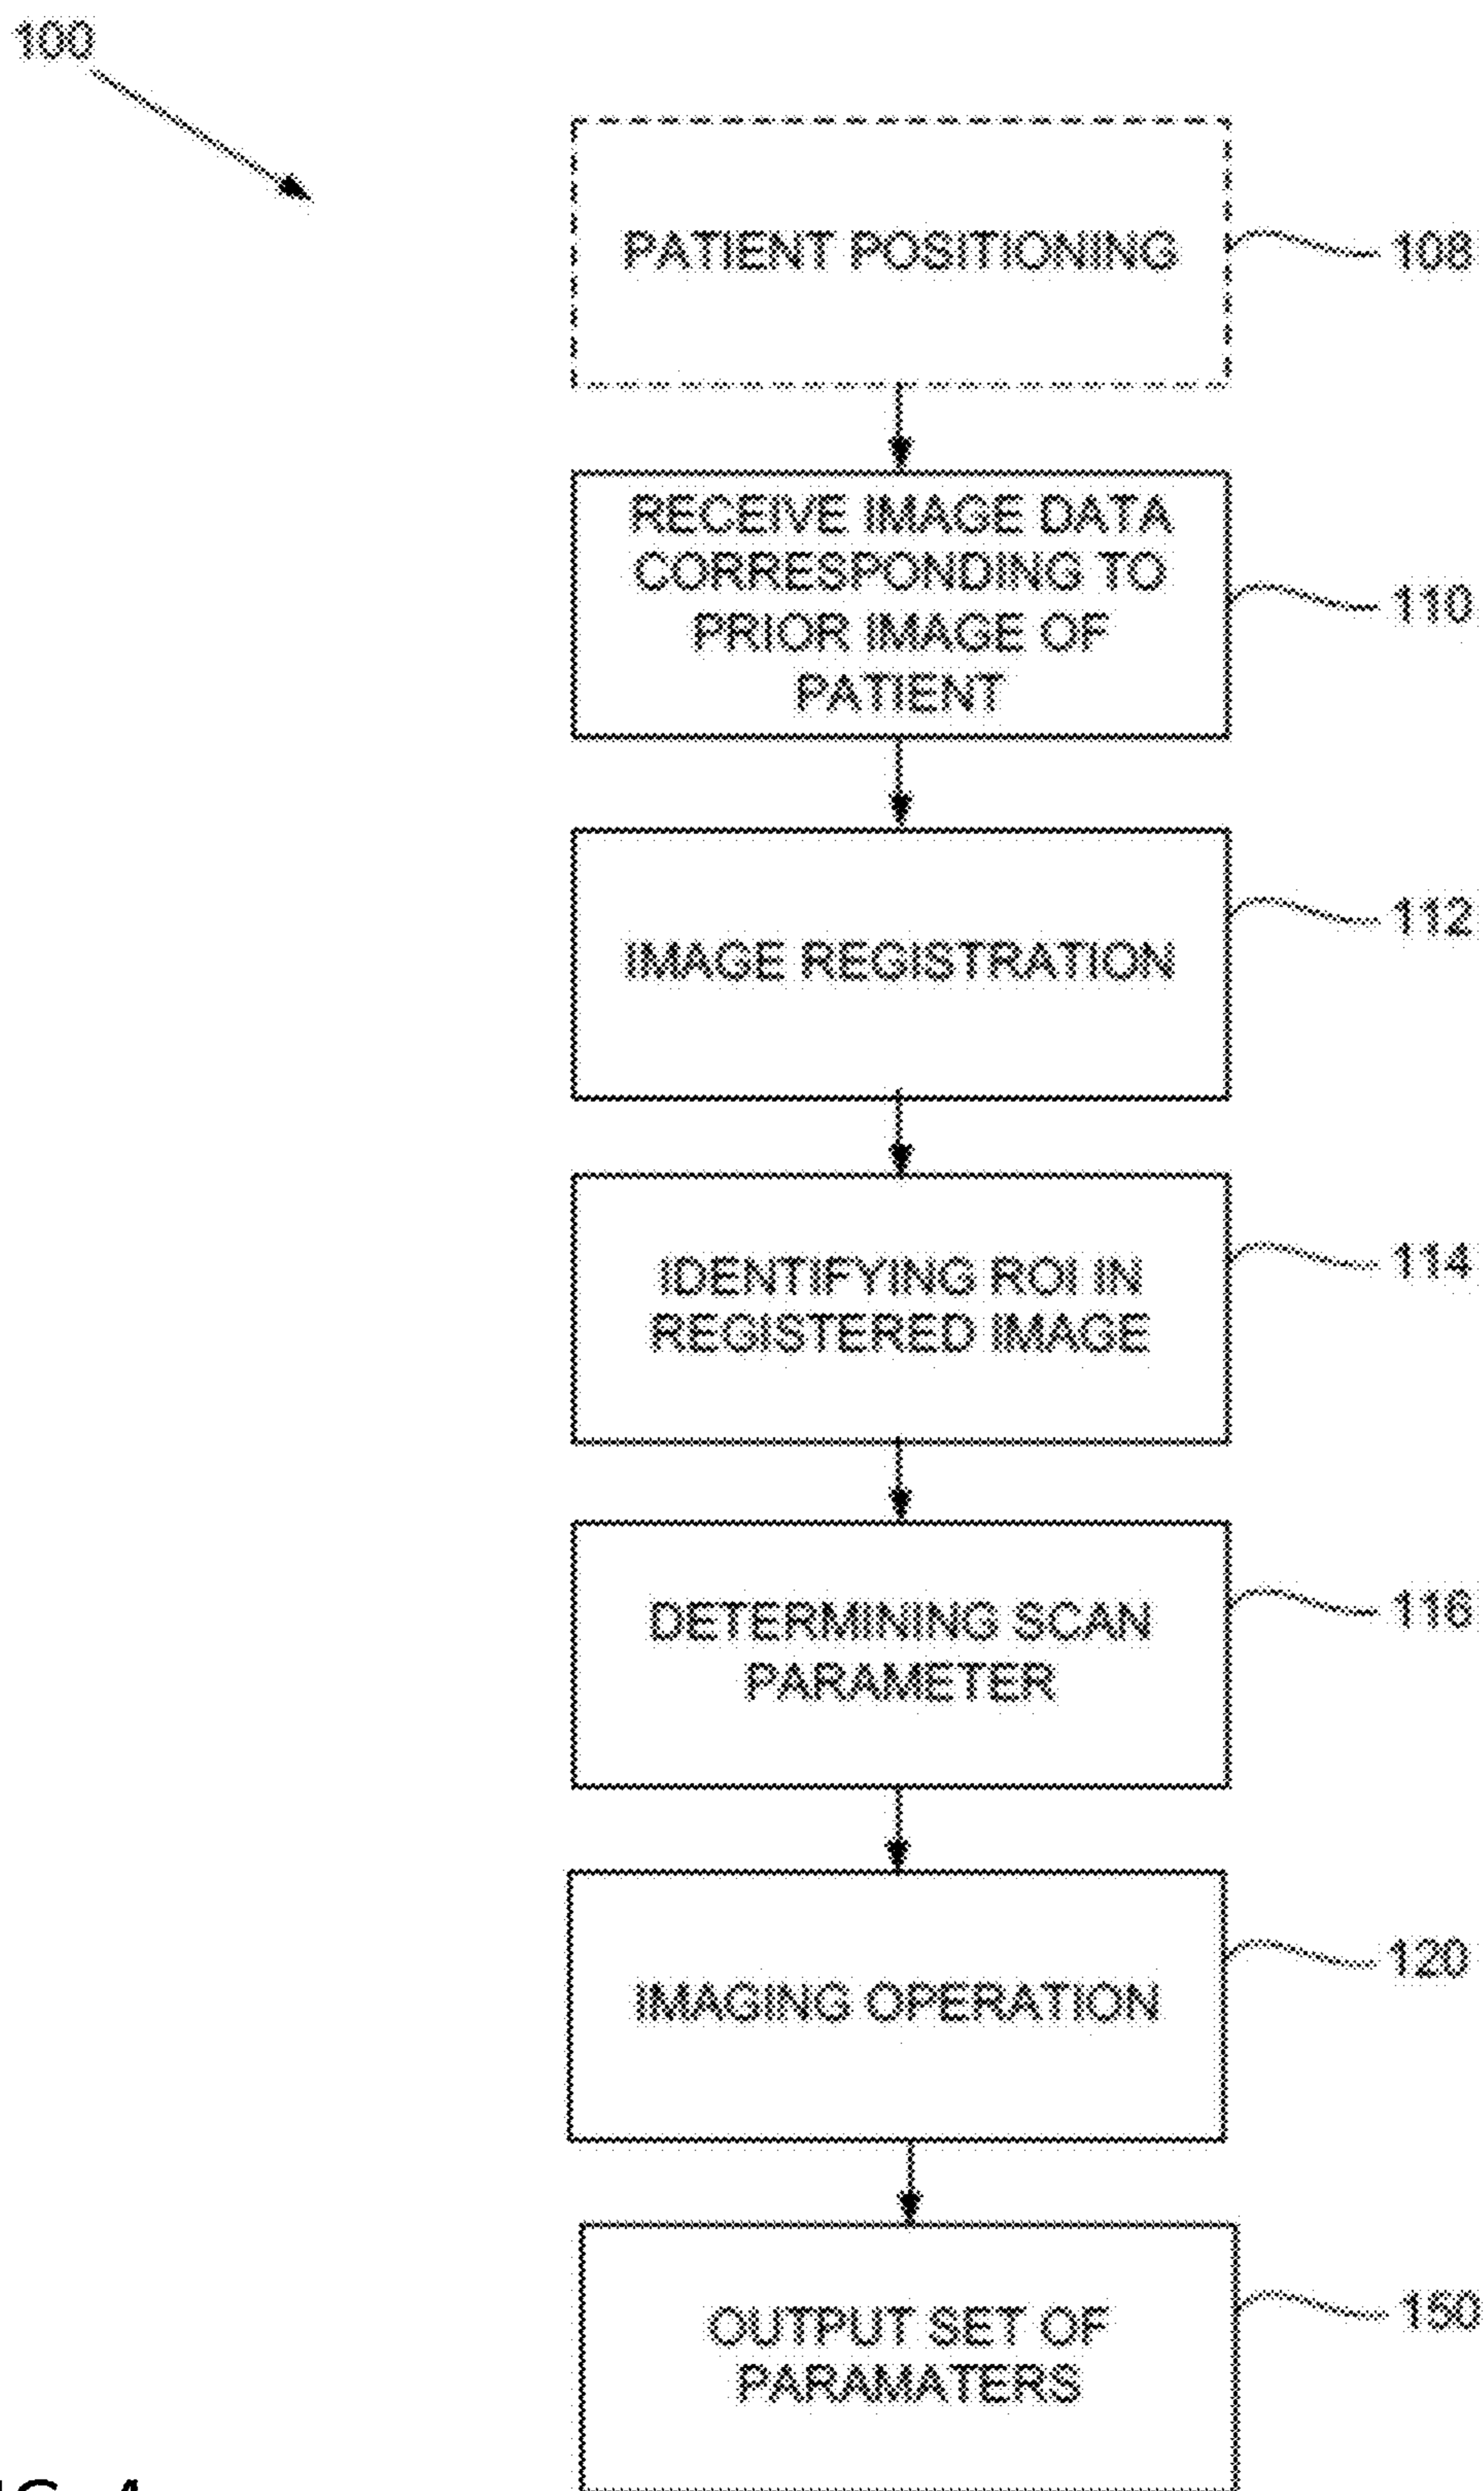 100
PATIENT POSITIONING
108
RECEIVE IMAGE DATA
CORRESPONDING TO
PRIOR IMAGE OF
PATIENT
110
IMAGE REGISTRATION
112
IDENTIFYING ROI IN
REGISTERED IMAGE
114
DETERMINING SCAN
PARAMETER
116
IMAGING OPERATION
120
OUTPUT SET OF
PARAMATERS
150